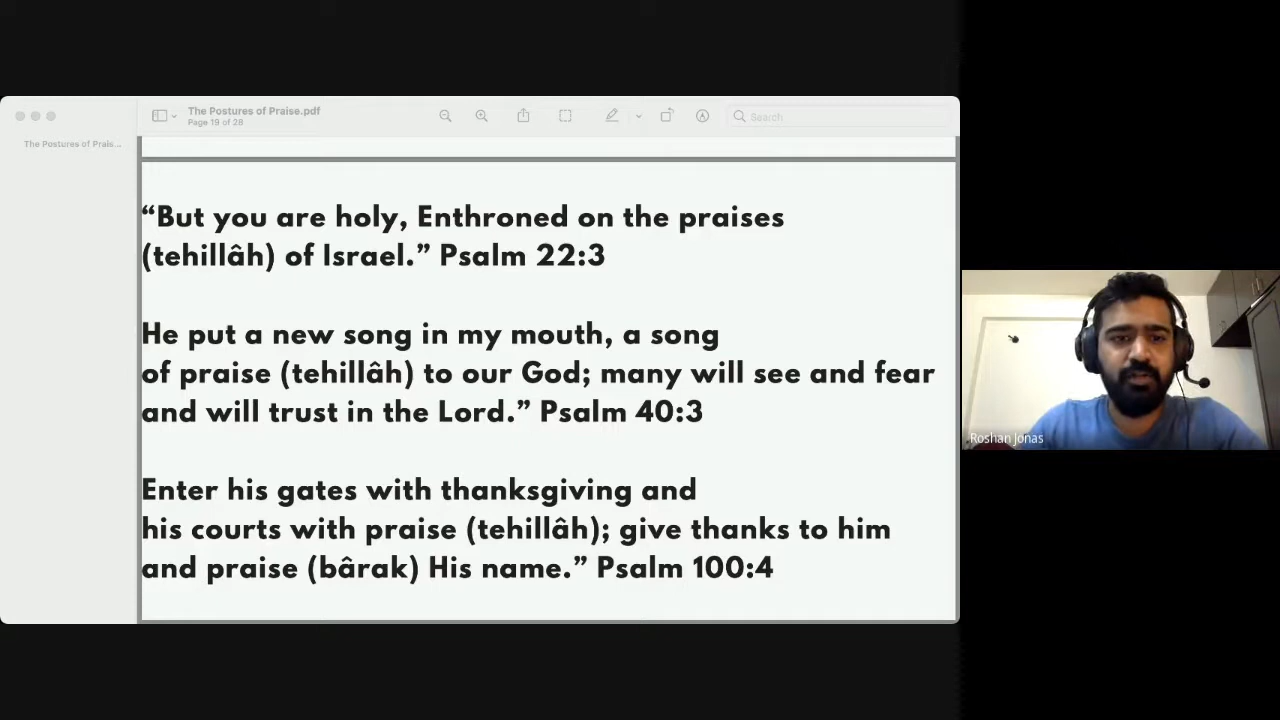 The Postures of Praise.pdf
Page 19 of 28
Search
The Postures of Prais...
“But you are holy, Enthroned on the praises
(tehillâh) of Israel.” Psalm 22:3
He put a new song in my mouth, a song
of praise (tehillâh) to our God; many will see and fear
and will trust in the Lord.” Psalm 40:3
Enter his gates with thanksgiving and
his courts with praise (tehillâh); give thanks to him
and praise (bârak) His name.” Psalm 100:4
Roshan Jonas